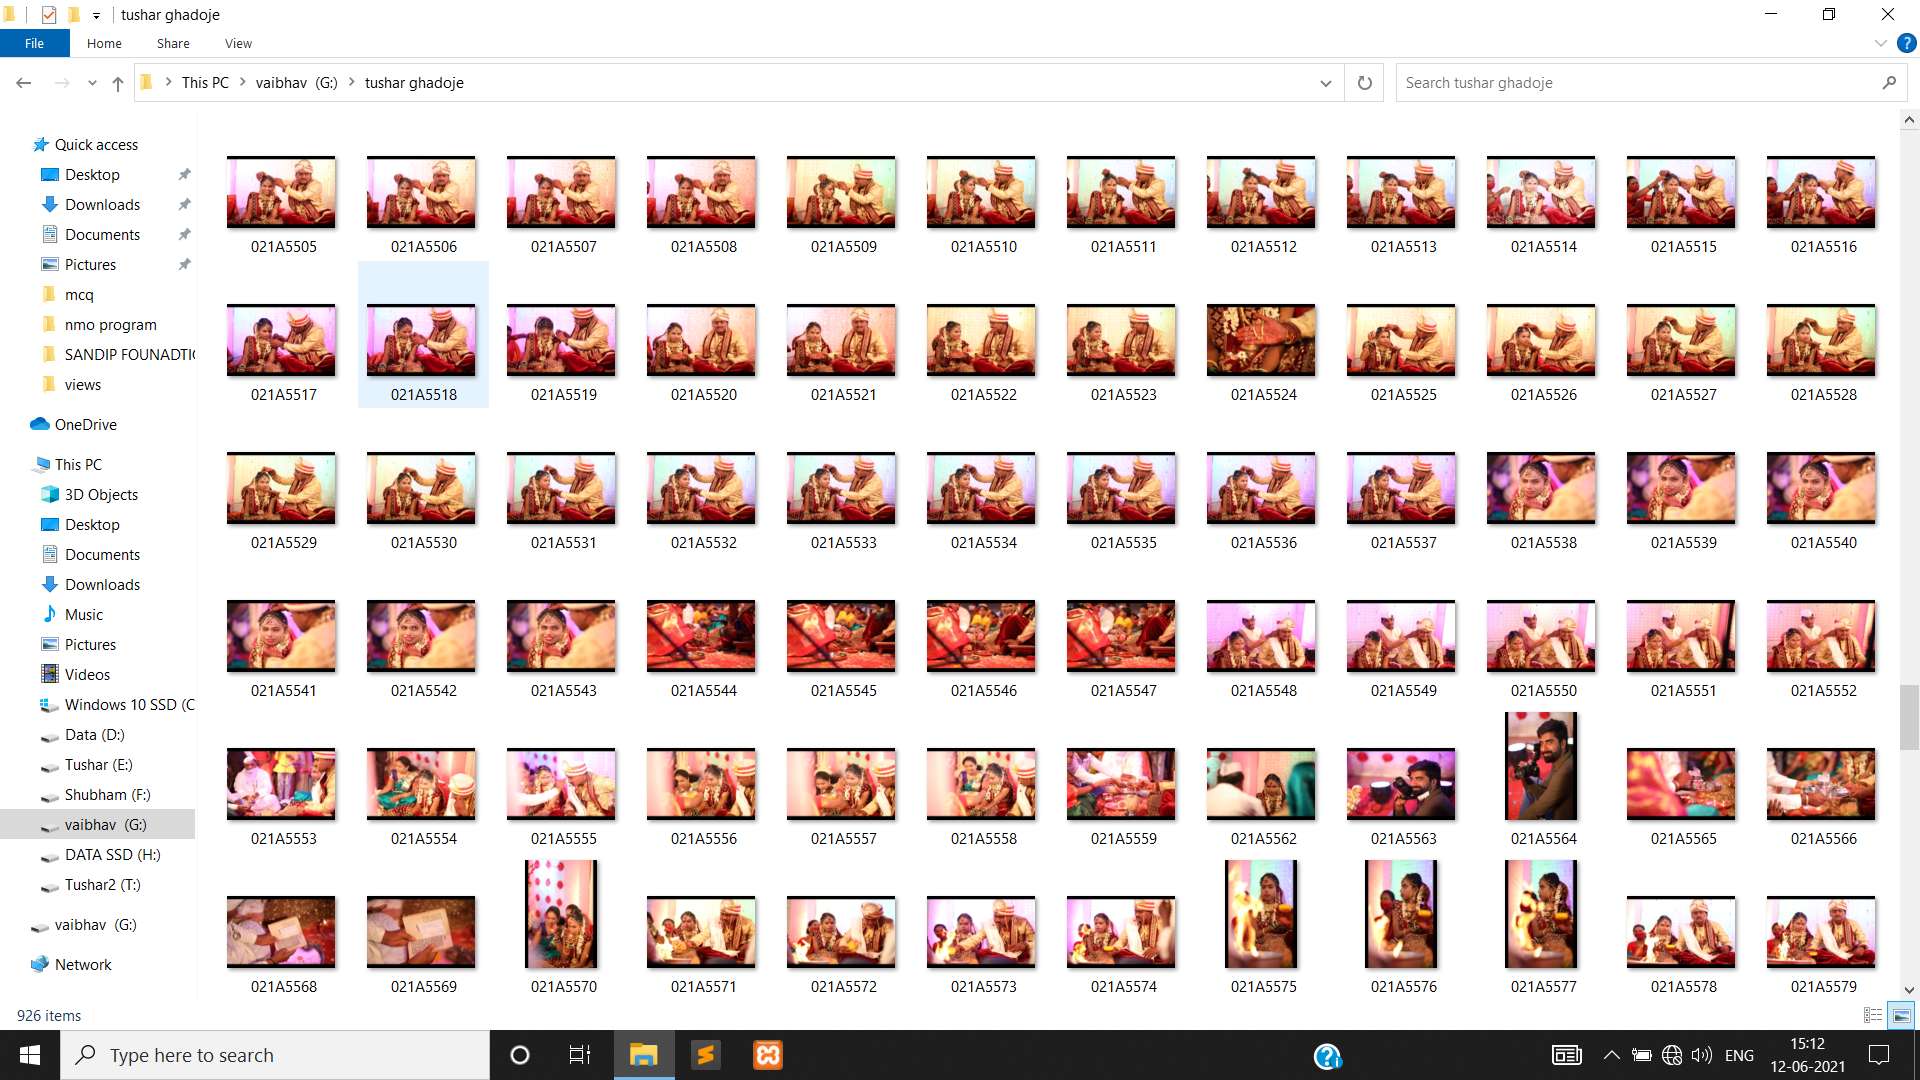 tushar ghadoje
File Home Share View
This PC vaibhav (G:) tushar ghadoje
Search tushar ghadoje
Quick access
Desktop
Downloads
Documents
Pictures
mcq
nmo program
SANDIP FOUNADTI
views
OneDrive
This PC
3D Objects
Desktop
Documents
Downloads
Music
Pictures
Videos
Windows 10 SSD (C
Data (D:)
Tushar (E:)
Shubham (F:)
vaibhav (G:)
DATA SSD (H:)
Tushar2 (T:)
vaibhav (G:)
Network
021A5505 021A5506 021A5507 021A5508 021A5509 021A5510 021A5511 021A5512 021A5513 021A5514 021A5515 021A5516
021A5517 021A5518 021A5519 021A5520 021A5521 021A5522 021A5523 021A5524 021A5525 021A5526 021A5527 021A5528
021A5529 021A5530 021A5531 021A5532 021A5533 021A5534 021A5535 021A5536 021A5537 021A5538 021A5539 021A5540
021A5541 021A5542 021A5543 021A5544 021A5545 021A5546 021A5547 021A5548 021A5549 021A5550 021A5551 021A5552
021A5553 021A5554 021A5555 021A5556 021A5557 021A5558 021A5559 021A5562 021A5563 021A5564 021A5565 021A5566
021A5568 021A5569 021A5570 021A5571 021A5572 021A5573 021A5574 021A5575 021A5576 021A5577 021A5578 021A5579
926 items
Type here to search
ENG
15:12
12-06-2021